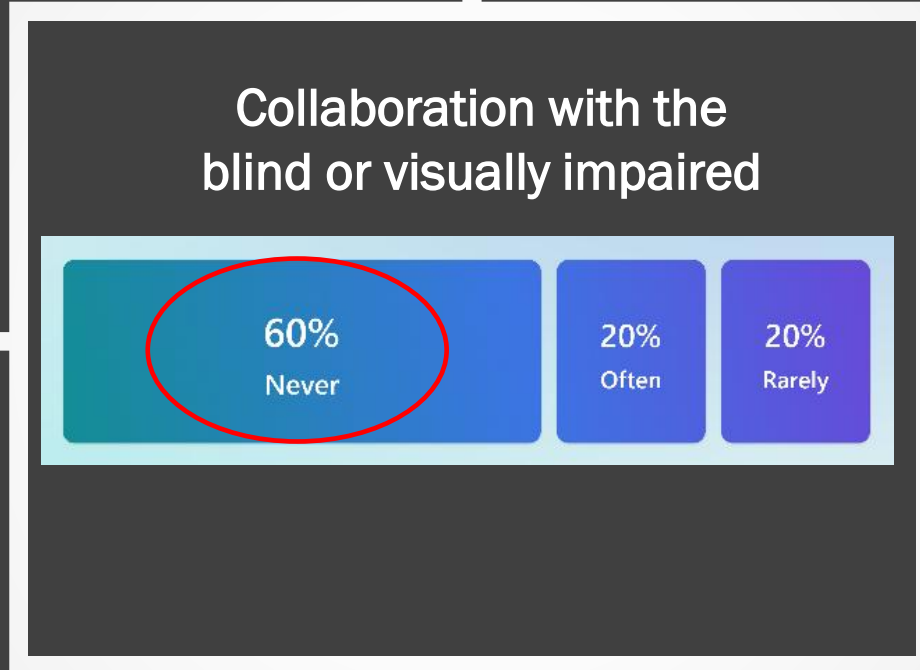 Collaboration with the
blind or visually impaired
60%
Never
20%
Often
20%
Rarely